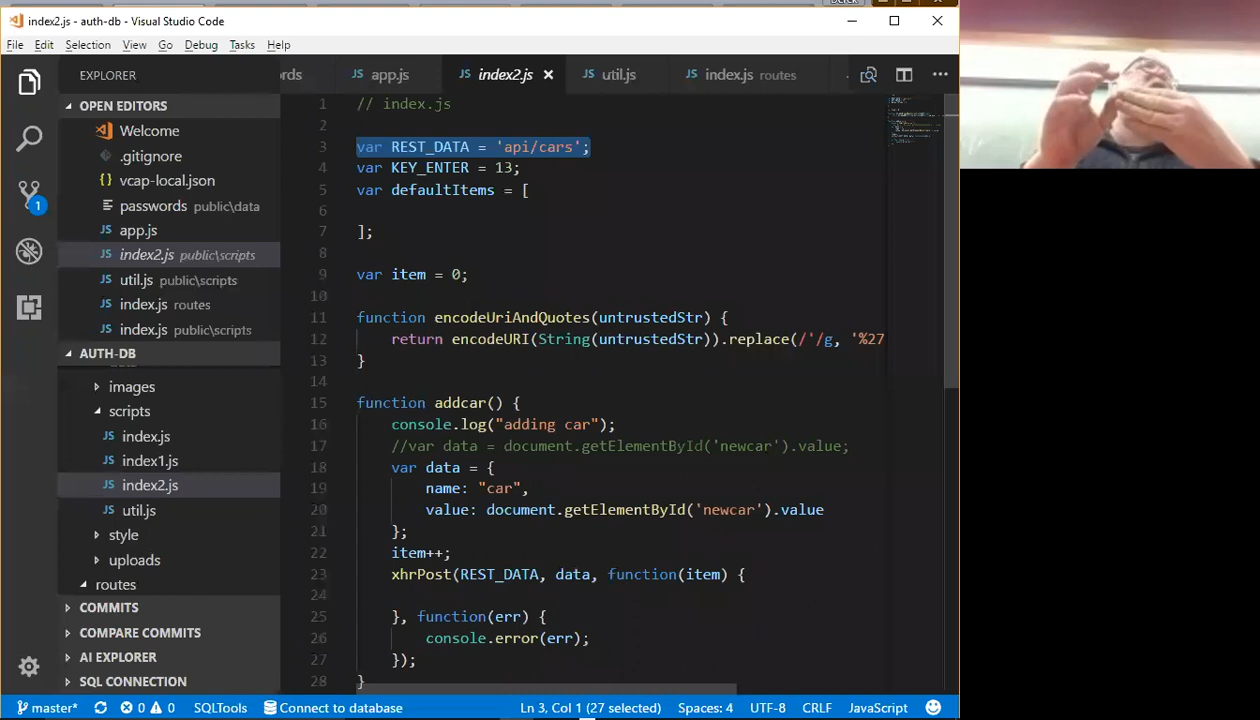 Derek
index2.js - auth-db - Visual Studio Code
File Edit Selection View Go Debug Tasks Help
EXPLORER
OPEN EDITORS
Welcome
.gitignore
{} vcap-local.json
passwords public\data
JS app.js
JS index2.js public\scripts
JS util.js public\scripts
JS index.js routes
JS index.js public\scripts
AUTH-DB
images
scripts
JS index.js
JS index1.js
JS index2.js
JS util.js
style
uploads
routes
COMMITS
COMPARE COMMITS
AI EXPLORER
SQL CONNECTION
1
rds JS app.js JS index2.js JS util.js JS index.js routes
1 // index.js
2
3 var REST_DATA = 'api/cars';
4 var KEY_ENTER = 13;
5 var defaultItems = [
6
7 ];
8
9 var item = 0;
10
11 function encodeUriAndQuotes(untrustedStr) {
12 return encodeURI(String(untrustedStr)).replace(/'/g, '%27
13 }
14
15 function addcar() {
16 console.log("adding car");
17 //var data = document.getElementById('newcar').value;
18 var data = {
19 name: "car",
20 value: document.getElementById('newcar').value
21 };
22 item++;
23 xhrPost(REST_DATA, data, function(item) {
24
25 }, function(err) {
26 console.error(err);
27 });
28 }
master* 0 0 SQLTools Connect to database Ln 3, Col 1 (27 selected) Spaces: 4 UTF-8 CRLF JavaScript